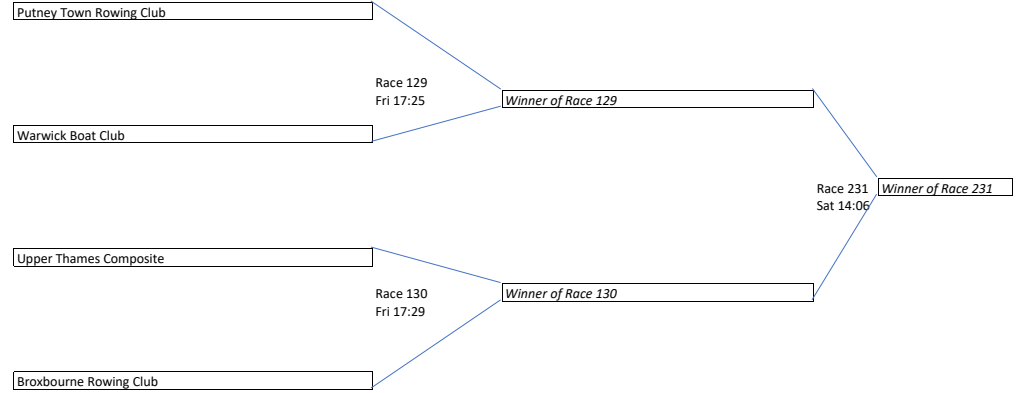 Putney Town Rowing Club
Race 129
Fri 17:25
Winner of Race 129
Warwick Boat Club
Race 231
Sat 14:06
Winner of Race 231
Upper Thames Composite
Race 130
Fri 17:29
Winner of Race 130
Broxbourne Rowing Club